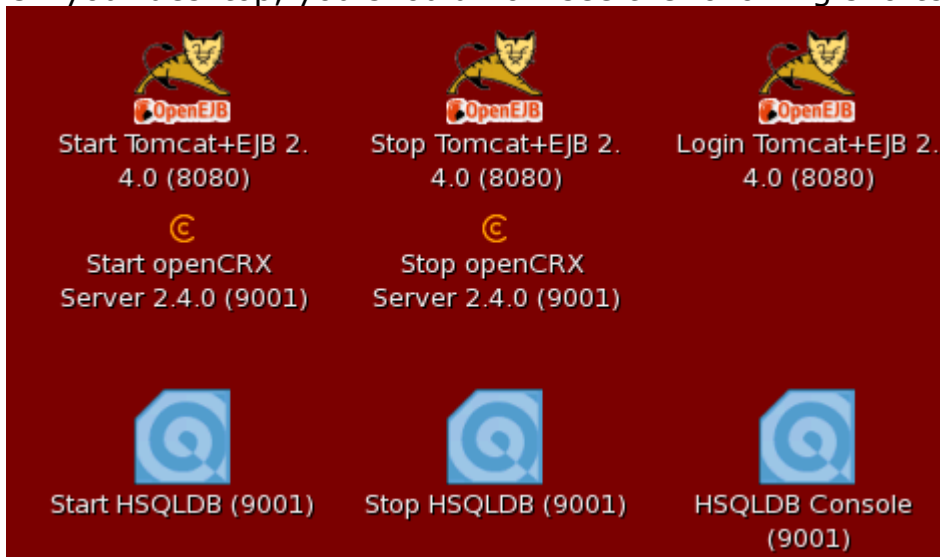 Start Tomcat+EJB 2.
4.0 (8080)
Stop Tomcat+EJB 2.
4.0 (8080)
Login Tomcat+EJB 2.
4.0 (8080)
OpenEJB
OpenEJB
OpenEJB
Start openCRX
Server 2.4.0 (9001)
Stop openCRX
Server 2.4.0 (9001)
Start HSQLDB (9001)
Stop HSQLDB (9001)
HSQLDB Console
(9001)